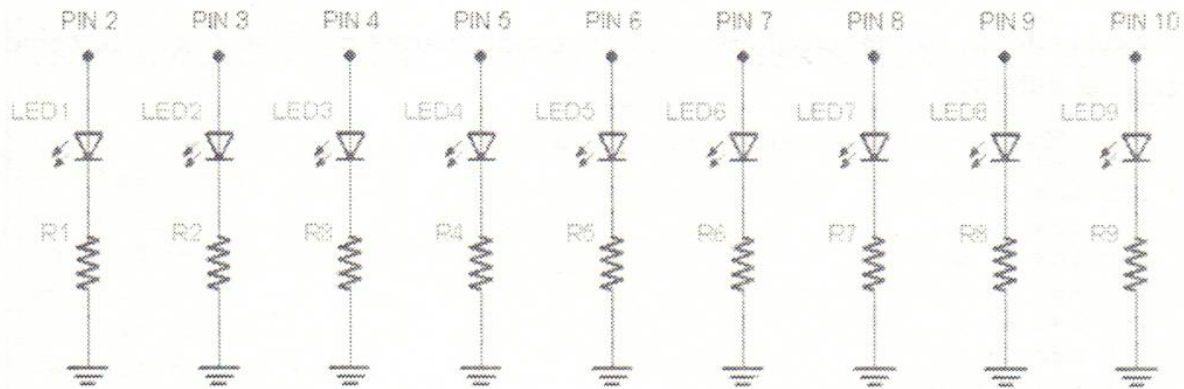 PIN 2 PIN 3 PIN 4 PIN 5 PIN 6 PIN 7 PIN 8 PIN 9 PIN 10
LED1 LED2 LED3 LED4 LED5 LED6 LED7 LED8 LED9
R1 R2 R3 R4 R5 R6 R7 R8 R9